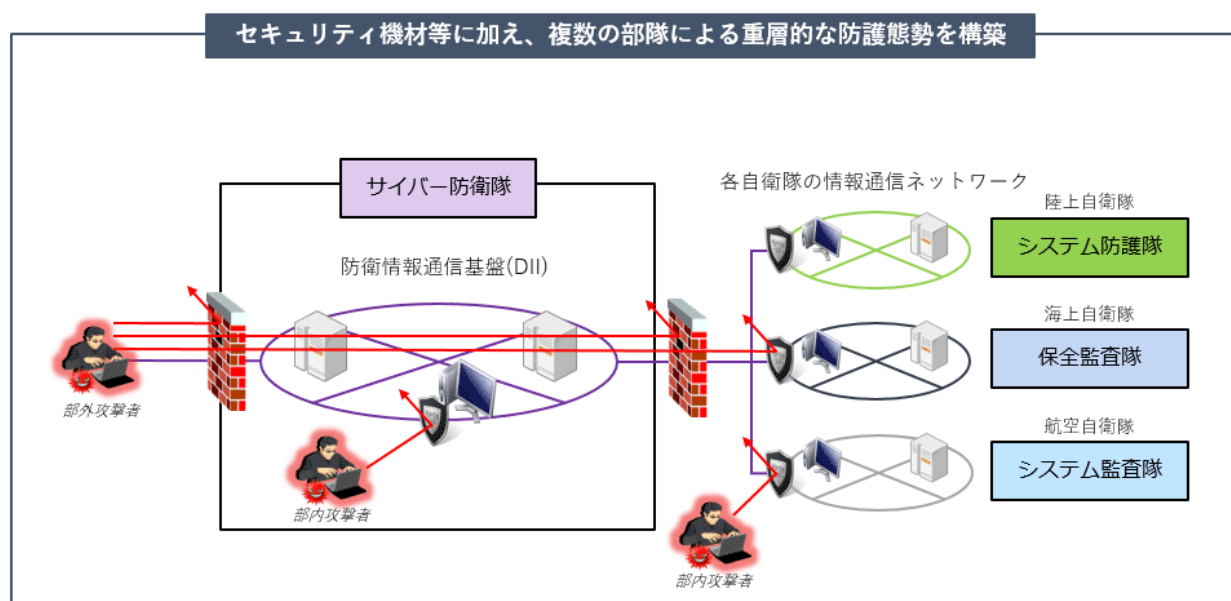 セキュリティ機材等に加え、複数の部隊による重層的な防護態勢を構築
サイバー防衛隊
各自衛隊の情報通信ネットワーク
陸上自衛隊
システム防護隊
防衛情報通信基盤(DII)
海上自衛隊
保全監査隊
部外攻撃者
航空自衛隊
システム監査隊
部内攻撃者
部内攻撃者